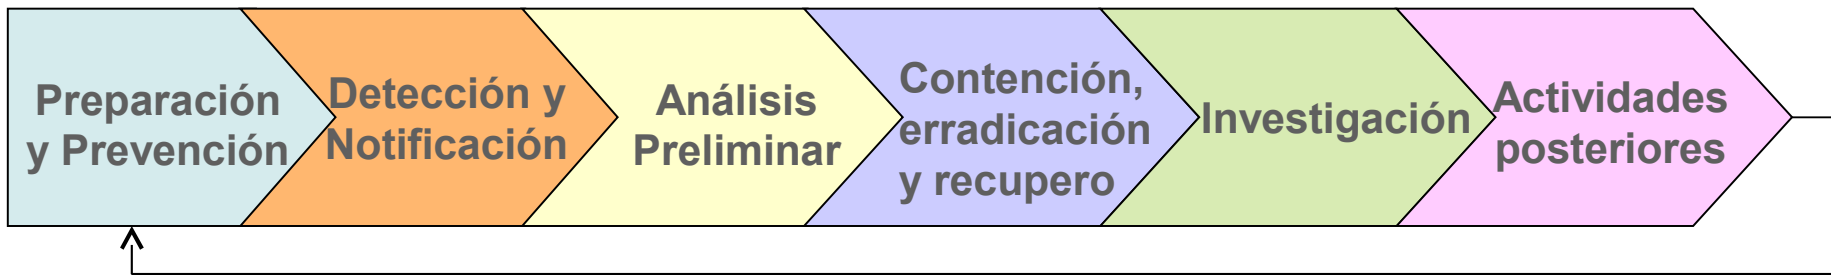 Preparación
y Prevención
Detección y
Notificación
Análisis
Preliminar
Contención,
erradicación
y recupero
Investigación
Actividades
posteriores